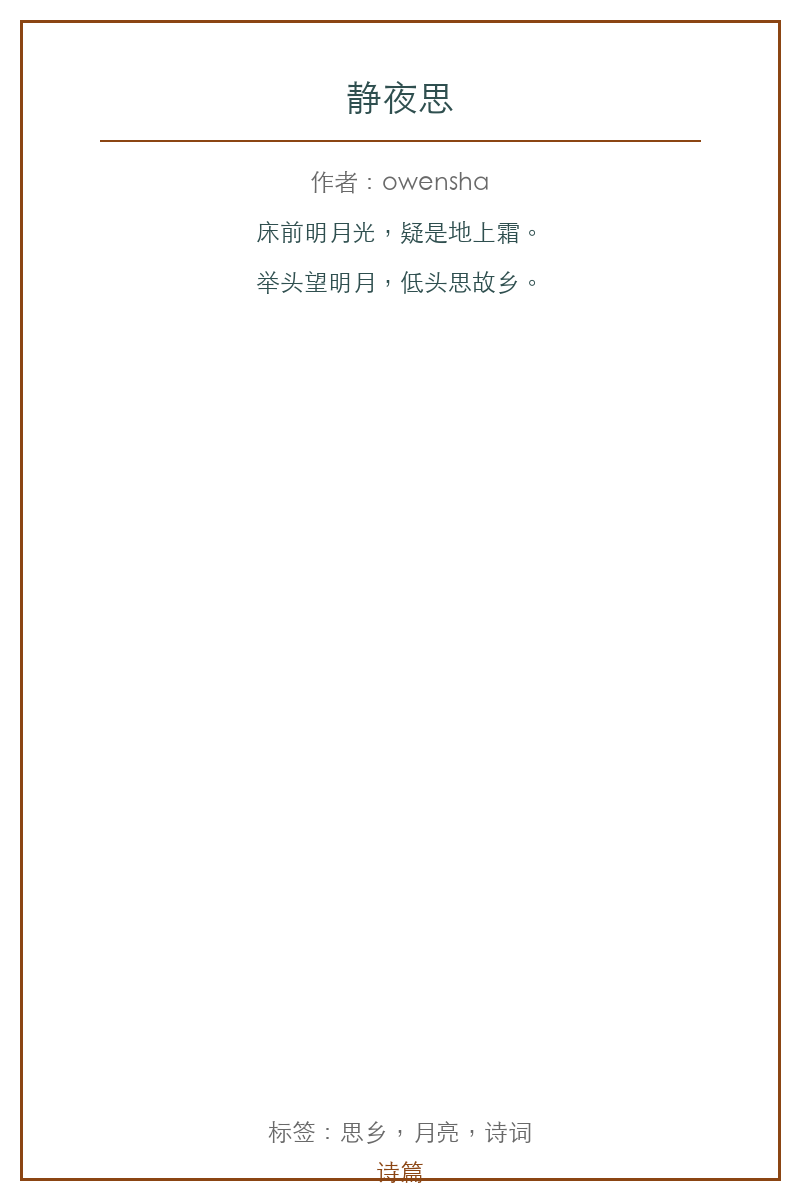 静夜思
作者：owensha
床前明月光，疑是地上霜。
举头望明月，低头思故乡。
标签：思乡，月亮，诗词
诗篇